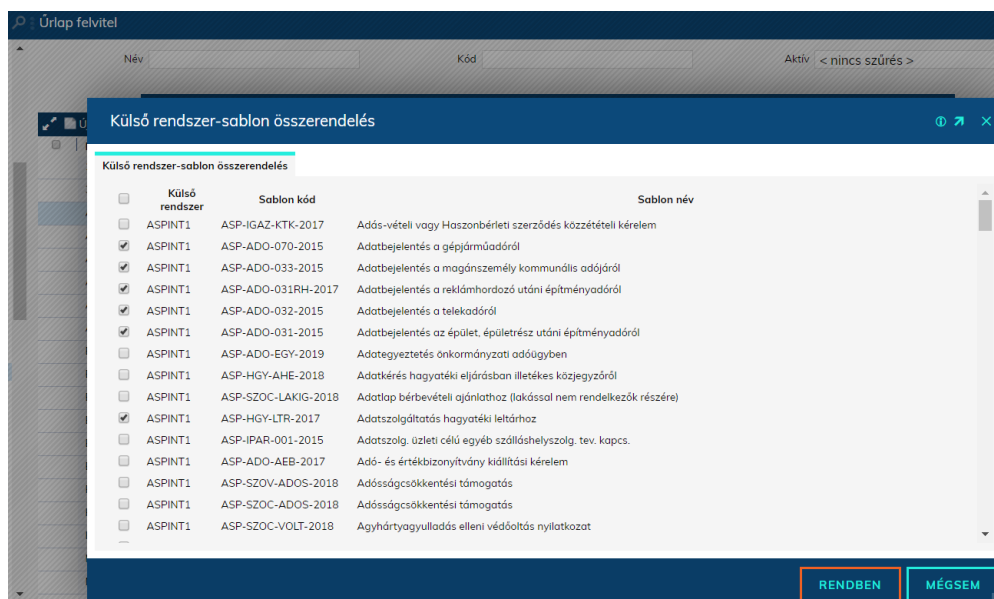 Űrlap felvitel
Név
Kód
Aktív < nincs szűrés >
Külső rendszer-sablon összerendelés
Külső rendszer-sablon összerendelés
Külső rendszer Sablon kód Sablon név
ASPINT1 ASP-IGAZ-KTK-2017 Adás-vételi vagy Haszonbérleti szerződés közzétételi kérelem
ASPINT1 ASP-ADO-070-2015 Adatbejelentés a gépjárműadóról
ASPINT1 ASP-ADO-033-2015 Adatbejelentés a magánszemély kommunális adójáról
ASPINT1 ASP-ADO-031RH-2017 Adatbejelentés a reklámhordozó utáni építményadóról
ASPINT1 ASP-ADO-032-2015 Adatbejelentés a telekadóról
ASPINT1 ASP-ADO-031-2015 Adatbejelentés az épület, épületrész utáni építményadóról
ASPINT1 ASP-ADO-EGY-2019 Adategyeztetés önkormányzati adóügyben
ASPINT1 ASP-HGY-AHE-2018 Adatkérés hagyatéki eljárásban illetékes közjegyzőről
ASPINT1 ASP-SZOC-LAKIG-2018 Adatlap bérbevételi ajánlathoz (lakással nem rendelkezők részére)
ASPINT1 ASP-HGY-LTR-2017 Adatszolgáltatás hagyatéki leltárhoz
ASPINT1 ASP-IPAR-001-2015 Adatszolg. üzleti célú egyéb szálláshelyszolg. tev. kapcs.
ASPINT1 ASP-ADO-AEB-2017 Adó- és értékbizonyítvány kiállítási kérelem
ASPINT1 ASP-SZOV-ADOS-2018 Adósságcsökkentési támogatás
ASPINT1 ASP-SZOC-ADOS-2018 Adósságcsökkentési támogatás
ASPINT1 ASP-SZOC-VOLT-2018 Agyhártyagyulladás elleni védőoltás nyilatkozat
RENDBEN MÉGSEM